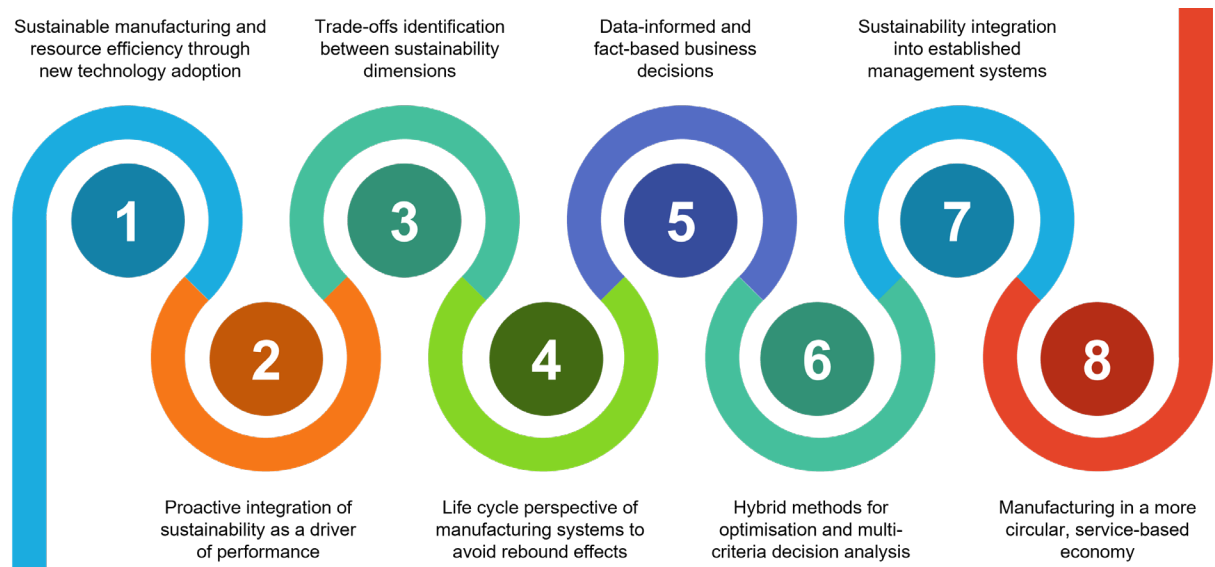 Sustainable manufacturing and
resource efficiency through
new technology adoption
Trade-offs identification
between sustainability
dimensions
Data-informed and
fact-based business
decisions
Sustainability integration
into established
management systems
1
2
3
4
5
6
7
8
Proactive integration of
sustainability as a driver
of performance
Life cycle perspective of
manufacturing systems to
avoid rebound effects
Hybrid methods for
optimisation and multi-
criteria decision analysis
Manufacturing in a more
circular, service-based
economy